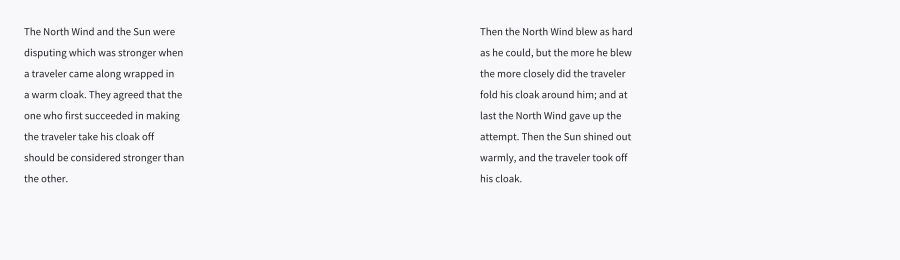 The North Wind and the Sun were
disputing which was stronger when
a traveler came along wrapped in
a warm cloak. They agreed that the
one who first succeeded in making
the traveler take his cloak off
should be considered stronger than
the other.
Then the North Wind blew as hard
as he could, but the more he blew
the more closely did the traveler
fold his cloak around him; and at
last the North Wind gave up the
attempt. Then the Sun shined out
warmly, and the traveler took off
his cloak.